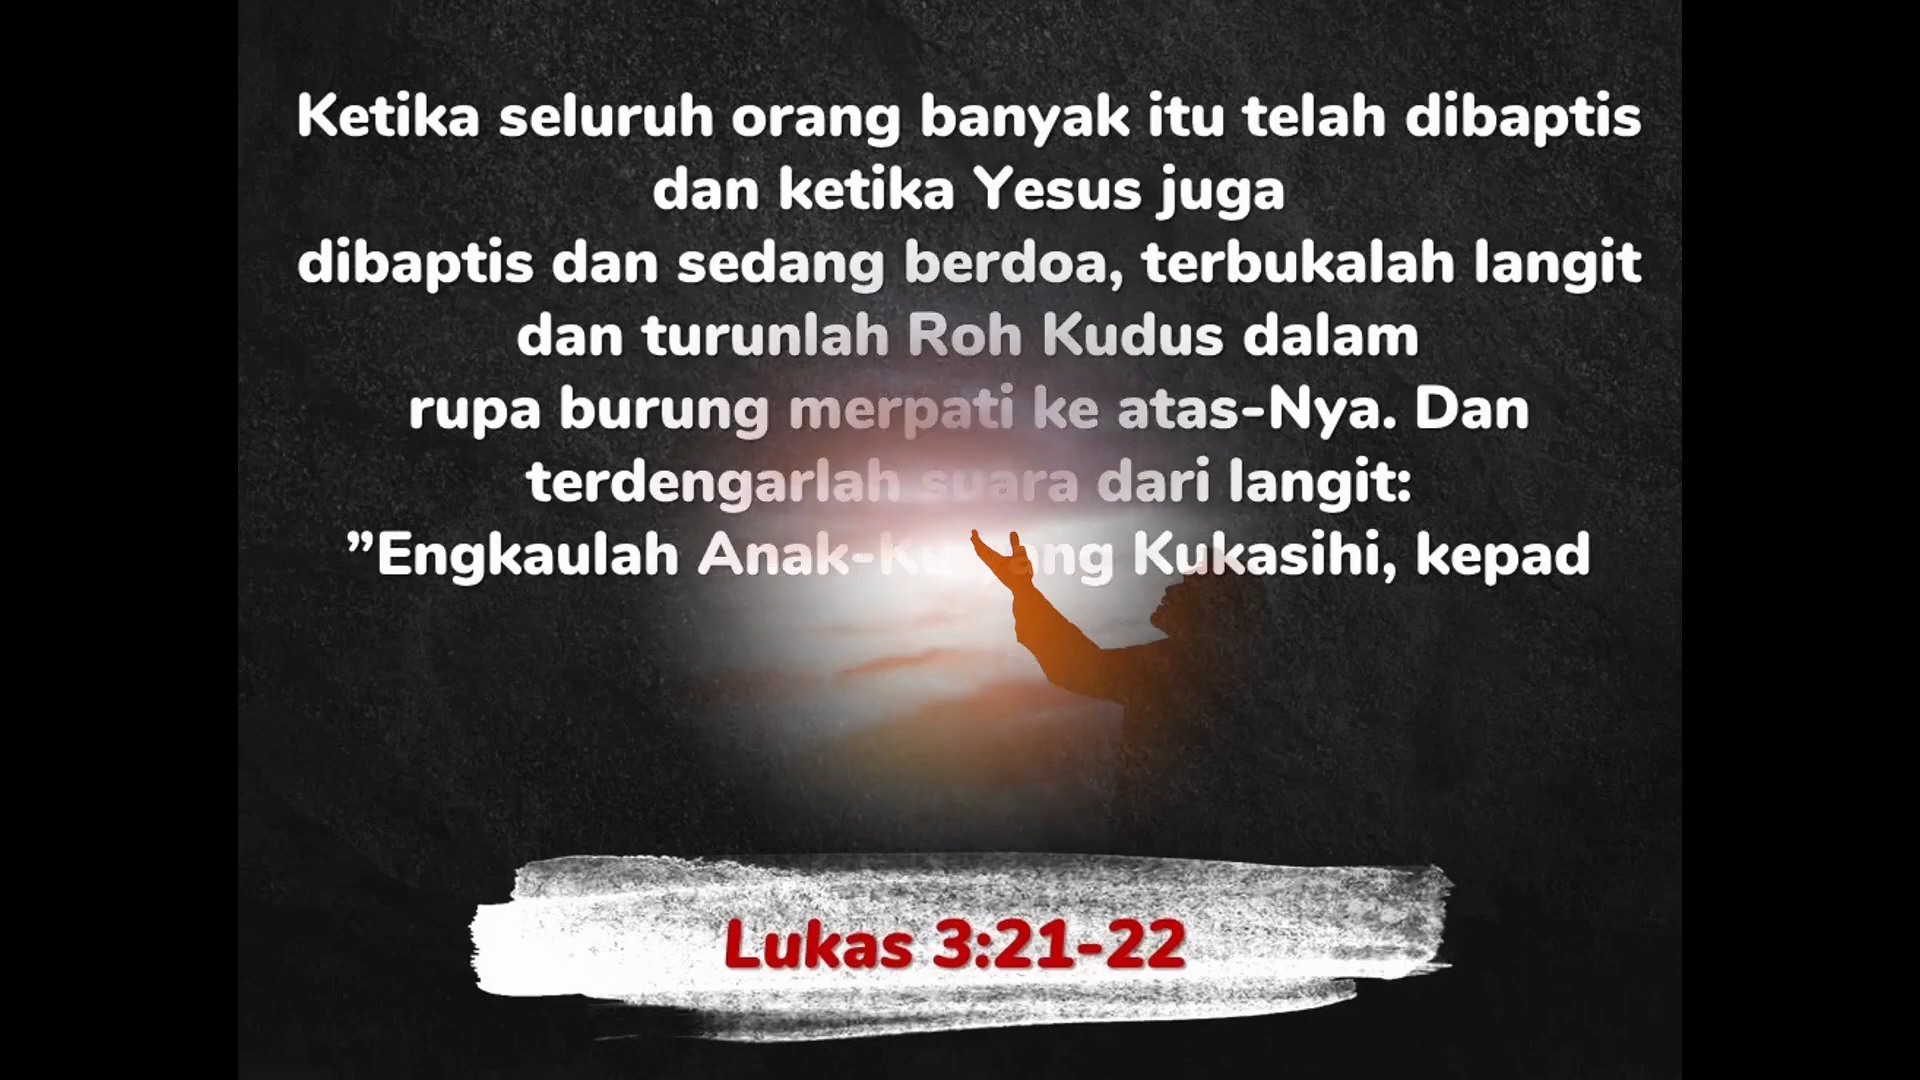 Ketika seluruh orang banyak itu telah dibaptis
dan ketika Yesus juga
dibaptis dan sedang berdoa, terbukalah langit
dan turunlah Roh Kudus dalam
rupa burung merpati ke atas-Nya. Dan
terdengarlah suara dari langit:
”Engkaulah Anak-Ku yang Kukasihi, kepad
Lukas 3:21-22